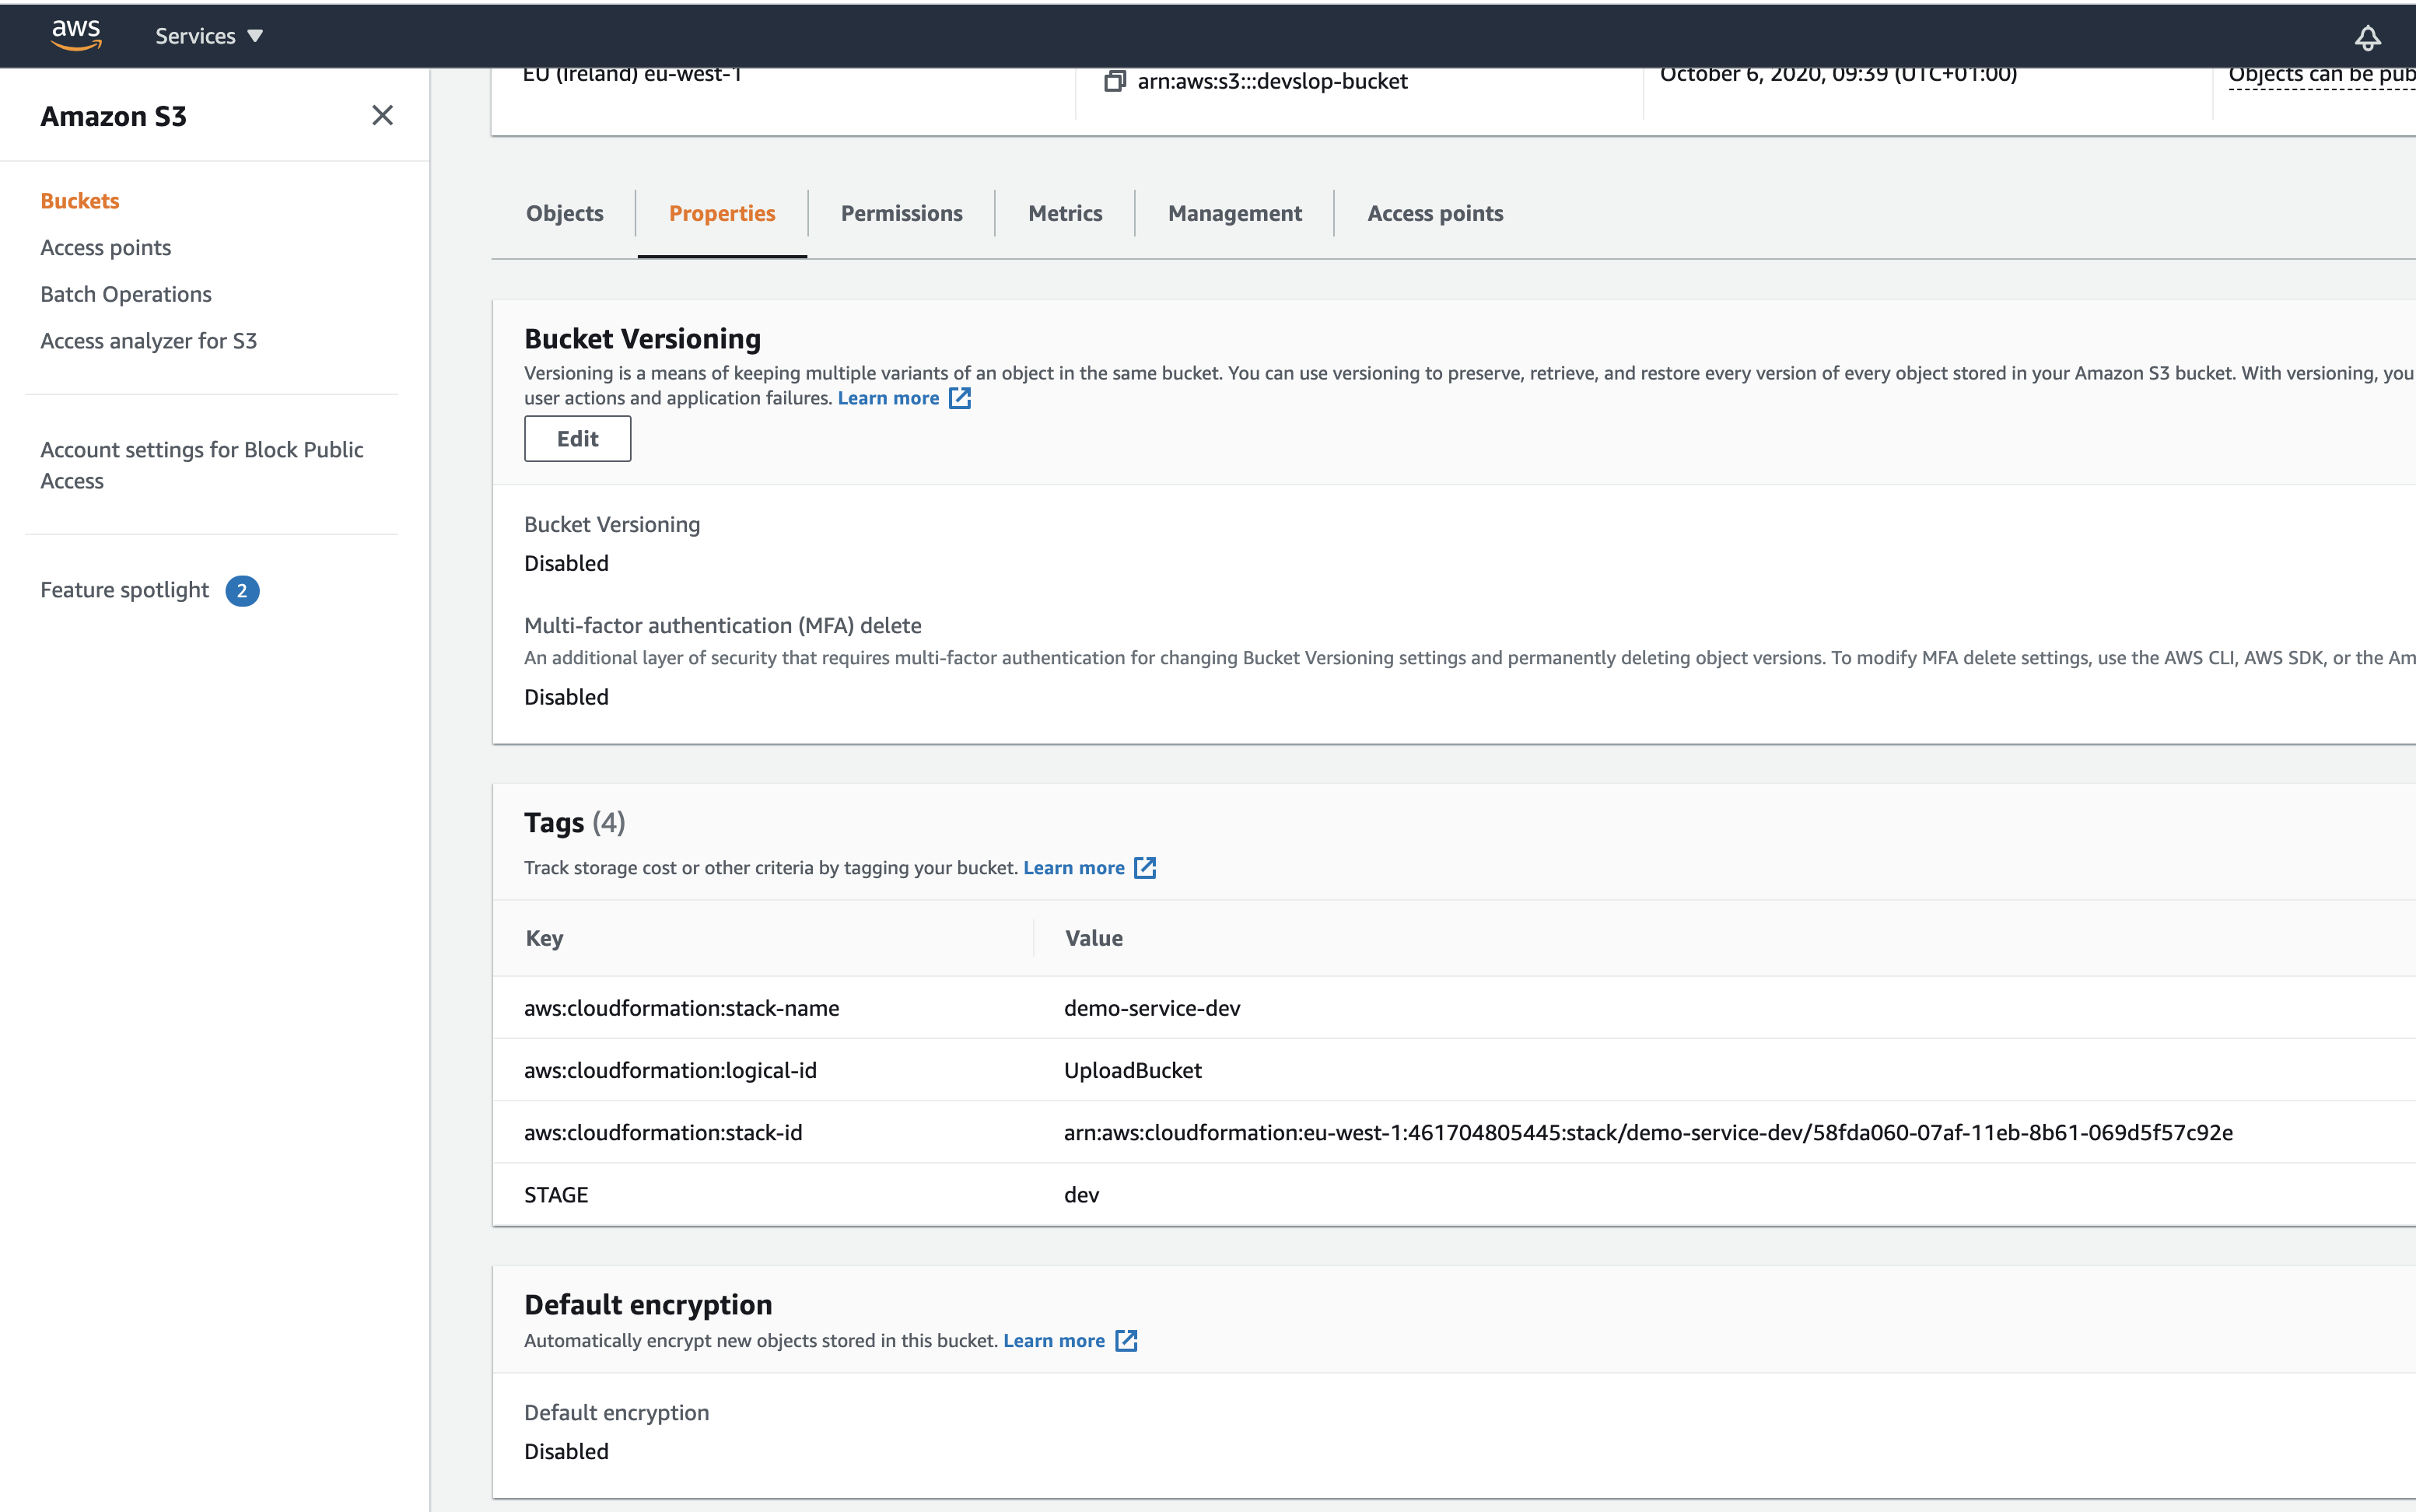 aws Services
Amazon S3
Buckets
Access points
Batch Operations
Access analyzer for S3
Account settings for Block Public
Access
Feature spotlight 2
EU (Ireland) eu-west-1
arn:aws:s3:::devslop-bucket
October 6, 2020, 09:39 (UTC+01:00)
Objects can be pub
Objects Properties Permissions Metrics Management Access points
Bucket Versioning
Versioning is a means of keeping multiple variants of an object in the same bucket. You can use versioning to preserve, retrieve, and restore every version of every object stored in your Amazon S3 bucket. With versioning, you
user actions and application failures. Learn more
Edit
Bucket Versioning
Disabled
Multi-factor authentication (MFA) delete
An additional layer of security that requires multi-factor authentication for changing Bucket Versioning settings and permanently deleting object versions. To modify MFA delete settings, use the AWS CLI, AWS SDK, or the Am
Disabled
Tags (4)
Track storage cost or other criteria by tagging your bucket. Learn more
Key Value
aws:cloudformation:stack-name demo-service-dev
aws:cloudformation:logical-id UploadBucket
aws:cloudformation:stack-id arn:aws:cloudformation:eu-west-1:461704805445:stack/demo-service-dev/58fda060-07af-11eb-8b61-069d5f57c92e
STAGE dev
Default encryption
Automatically encrypt new objects stored in this bucket. Learn more
Default encryption
Disabled